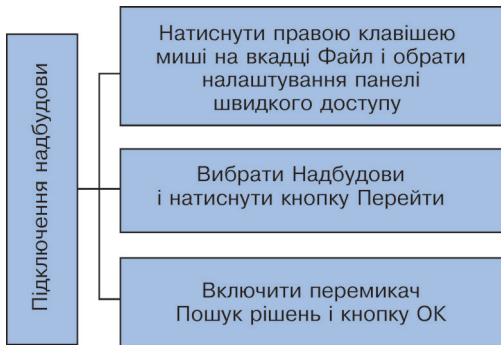 Підключення надбудови
Натиснути правою клавішею
миші на вкадці Файл і обрати
налаштування панелі
швидкого доступу
Вибрати Надбудови
і натиснути кнопку Перейти
Включити перемикач
Пошук рішень і кнопку ОК